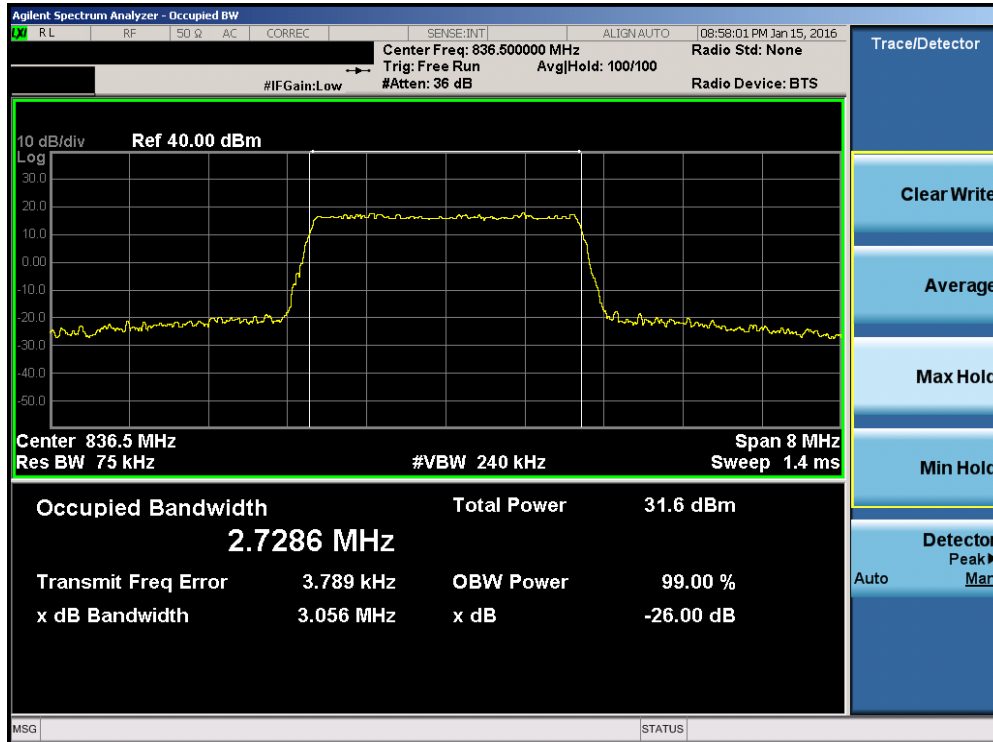 Agilent Spectrum Analyzer - Occupied BW
LXI RL RF 50 Ω AC CORREC SENSE:INT ALIGN AUTO 08:58:01 PM Jan 15, 2016
Center Freq: 836.500000 MHz Radio Std: None
Trig: Free Run Avg|Hold: 100/100
#IFGain:Low #Atten: 36 dB Radio Device: BTS
Trace/Detector
10 dB/div Ref 40.00 dBm
Log
30.0
20.0
10.0
0.00
-10.0
-20.0
-30.0
-40.0
-50.0
Center 836.5 MHz Span 8 MHz
Res BW 75 kHz #VBW 240 kHz Sweep 1.4 ms
Occupied Bandwidth Total Power 31.6 dBm
2.7286 MHz
Transmit Freq Error 3.789 kHz OBW Power 99.00 %
x dB Bandwidth 3.056 MHz x dB -26.00 dB
Clear Write
Average
Max Hold
Min Hold
Detector
Peak▶
Auto Man
MSG STATUS